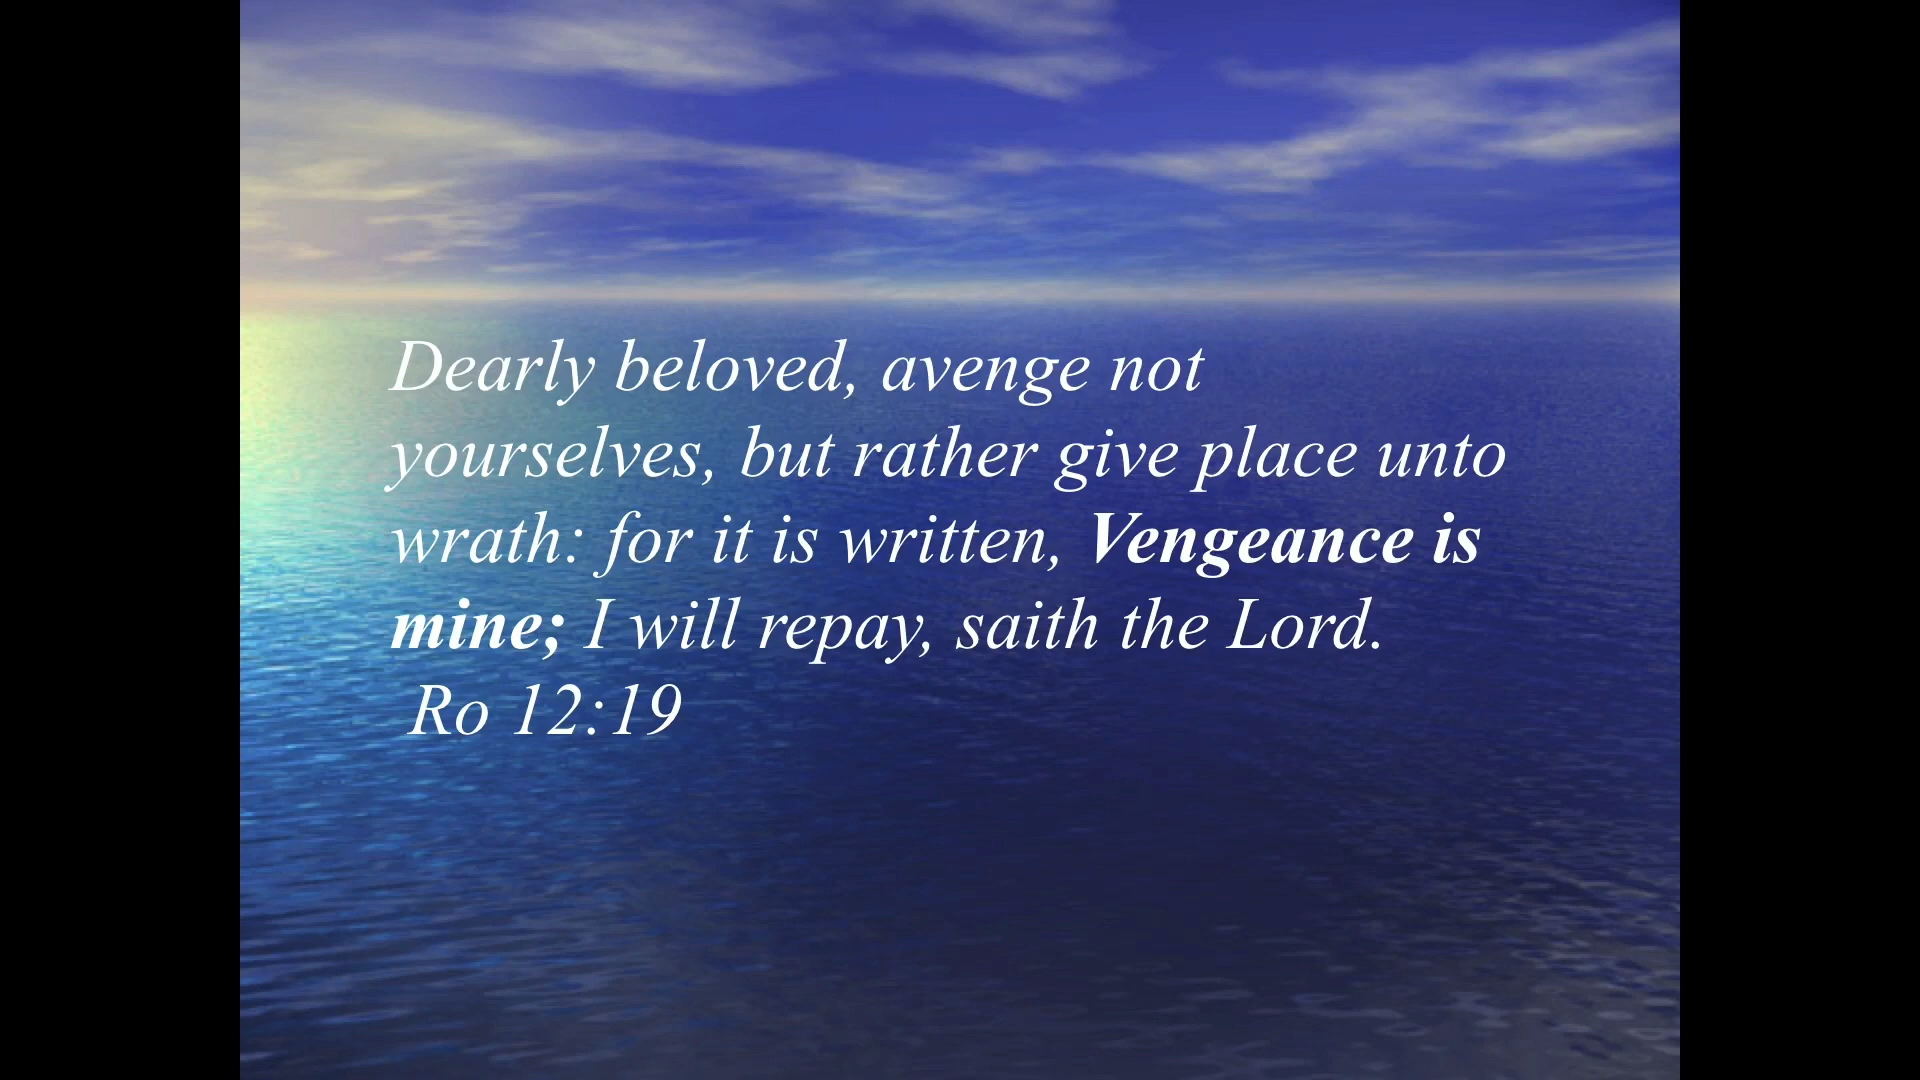 Dearly beloved, avenge not
yourselves, but rather give place unto
wrath: for it is written, Vengeance is
mine; I will repay, saith the Lord.
Ro 12:19